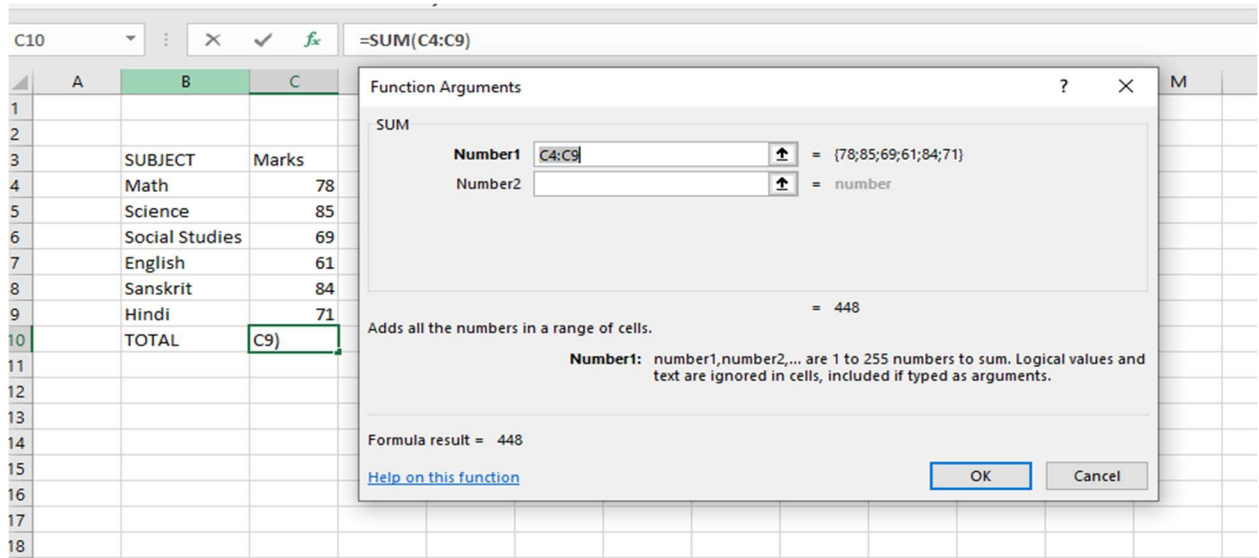 C10 =SUM(C4:C9)
A B C M
Function Arguments ? ×
1
2
SUM
3 SUBJECT Marks
Number1 C4:C9 = {78;85;69;61;84;71}
4 Math 78
Number2 = number
5 Science 85
6 Social Studies 69
7 English 61
8 Sanskrit 84
9 Hindi 71
= 448
10 TOTAL C9)
Adds all the numbers in a range of cells.
11
Number1: number1,number2,... are 1 to 255 numbers to sum. Logical values and
text are ignored in cells, included if typed as arguments.
12
13
14
Formula result = 448
15
Help on this function OK Cancel
16
17
18